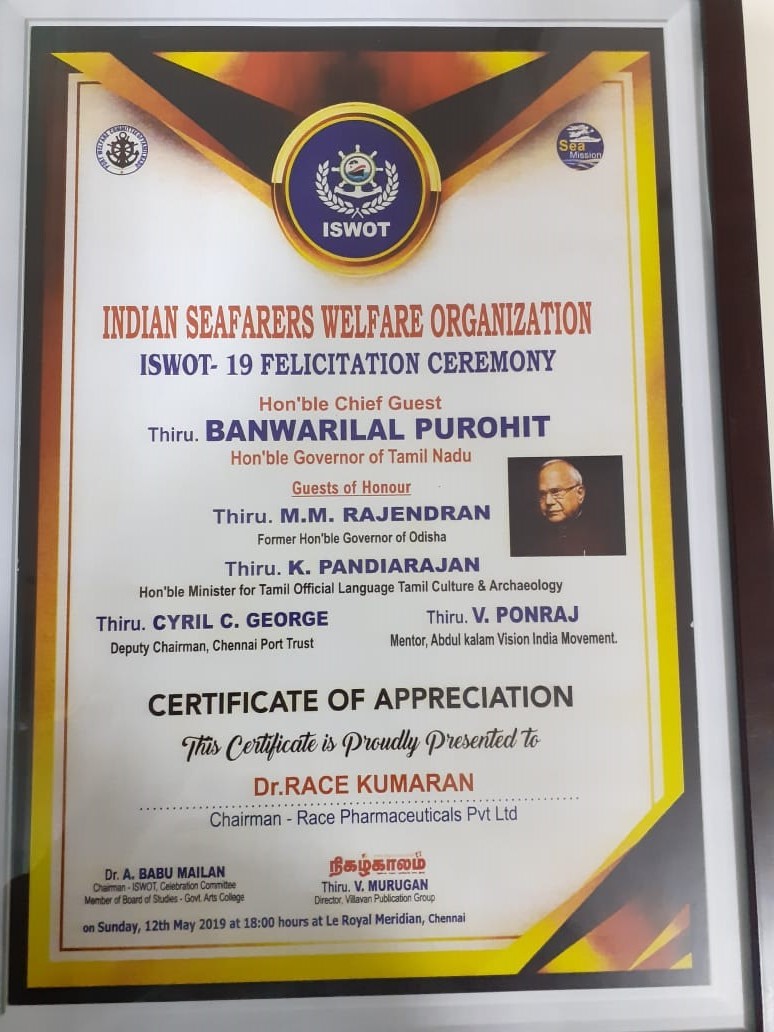 PORT WELFARE COMMITTEE
Sea
Mission
ISWOT
INDIAN SEAFARERS WELFARE ORGANIZATION
ISWOT- 19 FELICITATION CEREMONY
Hon'ble Chief Guest
Thiru. BANWARILAL PUROHIT
Hon'ble Governor of Tamil Nadu
Guests of Honour
Thiru. M.M. RAJENDRAN
Former Hon'ble Governor of Odisha
Thiru. K. PANDIARAJAN
Hon'ble Minister for Tamil Official Language Tamil Culture & Archaeology
Thiru. CYRIL C. GEORGE
Deputy Chairman, Chennai Port Trust
Thiru. V. PONRAJ
Mentor, Abdul kalam Vision India Movement.
CERTIFICATE OF APPRECIATION
This Certificate is Proudly Presented to
Dr.RACE KUMARAN
Chairman - Race Pharmaceuticals Pvt Ltd
Dr. A. BABU MAILAN
Chairman - ISWOT, Celebration Committee
Member of Board of Studies - Govt. Arts College
நிகழ்காலம்
Thiru. V. MURUGAN
Director, Villavan Publication Group
on Sunday, 12th May 2019 at 18:00 hours at Le Royal Meridian, Chennai